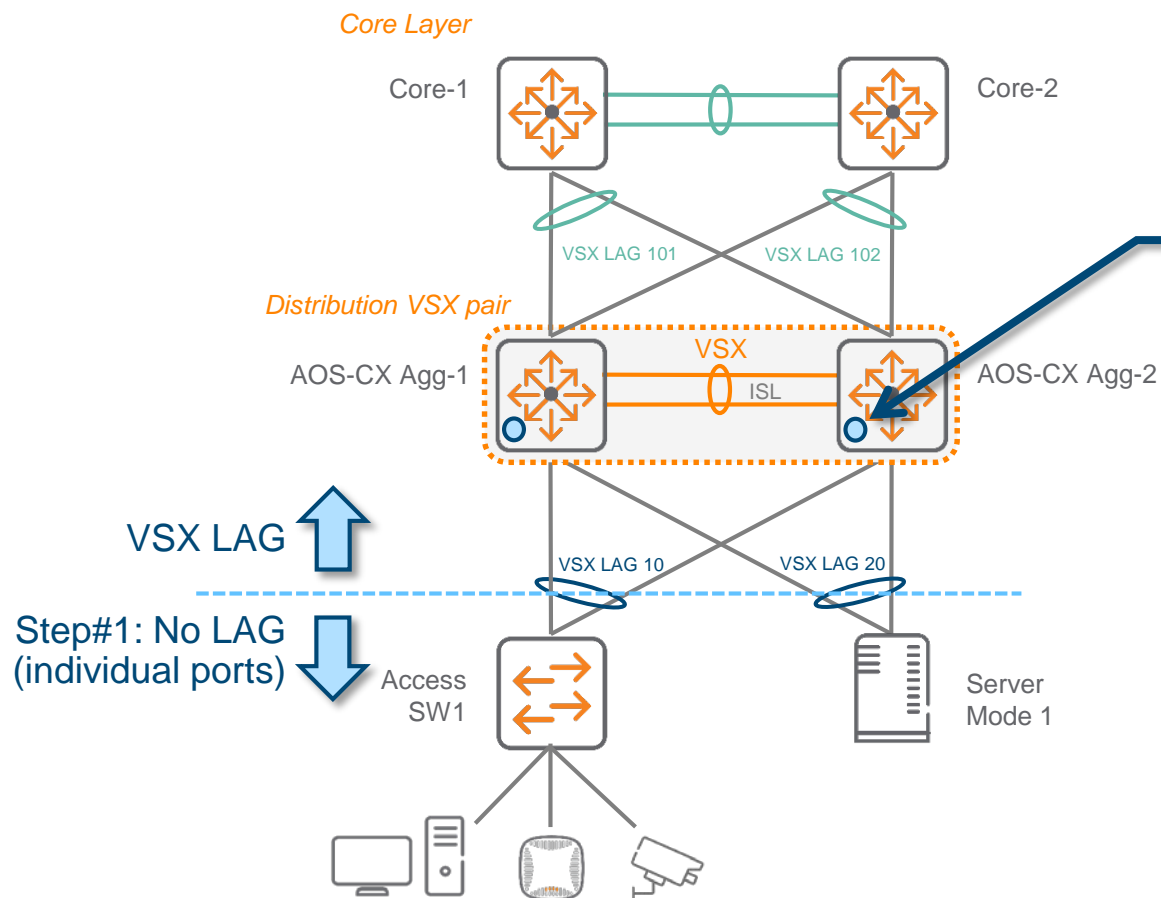 Core Layer
Core-1
Core-2
VSX LAG 101
VSX LAG 102
Distribution VSX pair
VSX
AOS-CX Agg-1
ISL
AOS-CX Agg-2
VSX LAG
VSX LAG 10
VSX LAG 20
Step#1: No LAG
(individual ports)
Access
SW1
Server
Mode 1